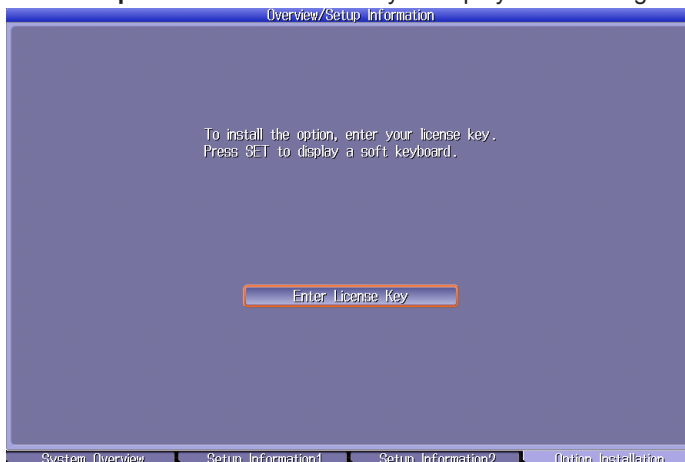 Overview/Setup Information
To install the option, enter your license key.
Press SET to display a soft keyboard.
Enter License Key
System Overview Setup Information1 Setup Information2 Option Installation